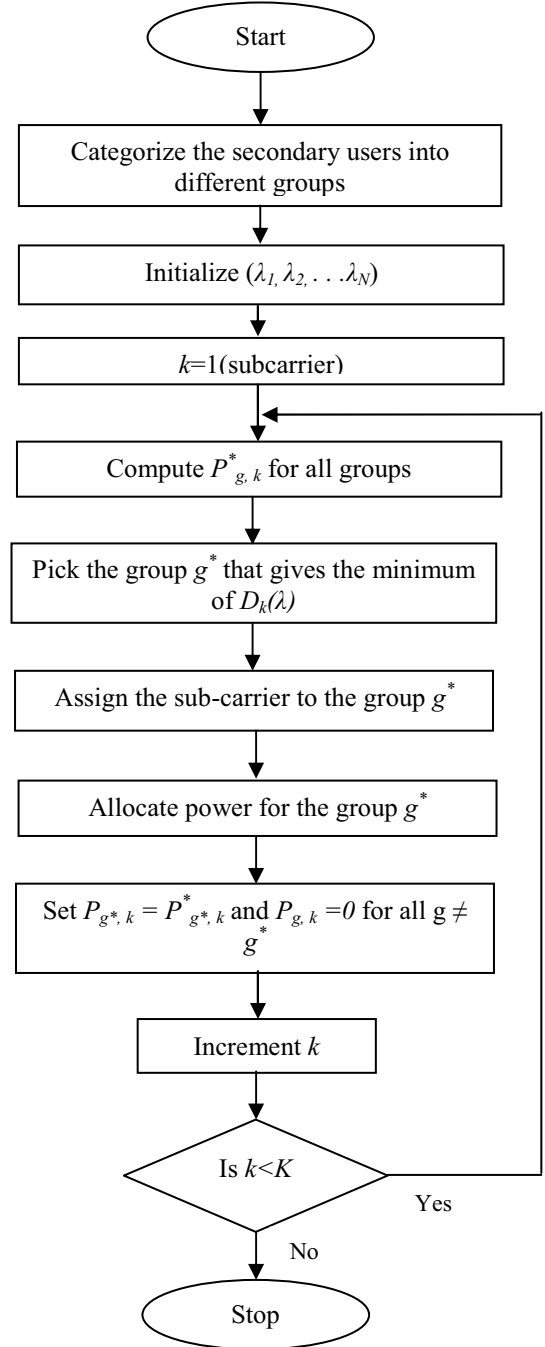 Start
Categorize the secondary users into
different groups
Initialize (λ1, λ2, . . .λN)
k=1(subcarrier)
Compute P*g, k for all groups
Pick the group g* that gives the minimum
of Dk(λ)
Assign the sub-carrier to the group g*
Allocate power for the group g*
Set Pg*, k = P*g*, k and Pg, k =0 for all g ≠
g*
Increment k
Is k<K
Yes
No
Stop